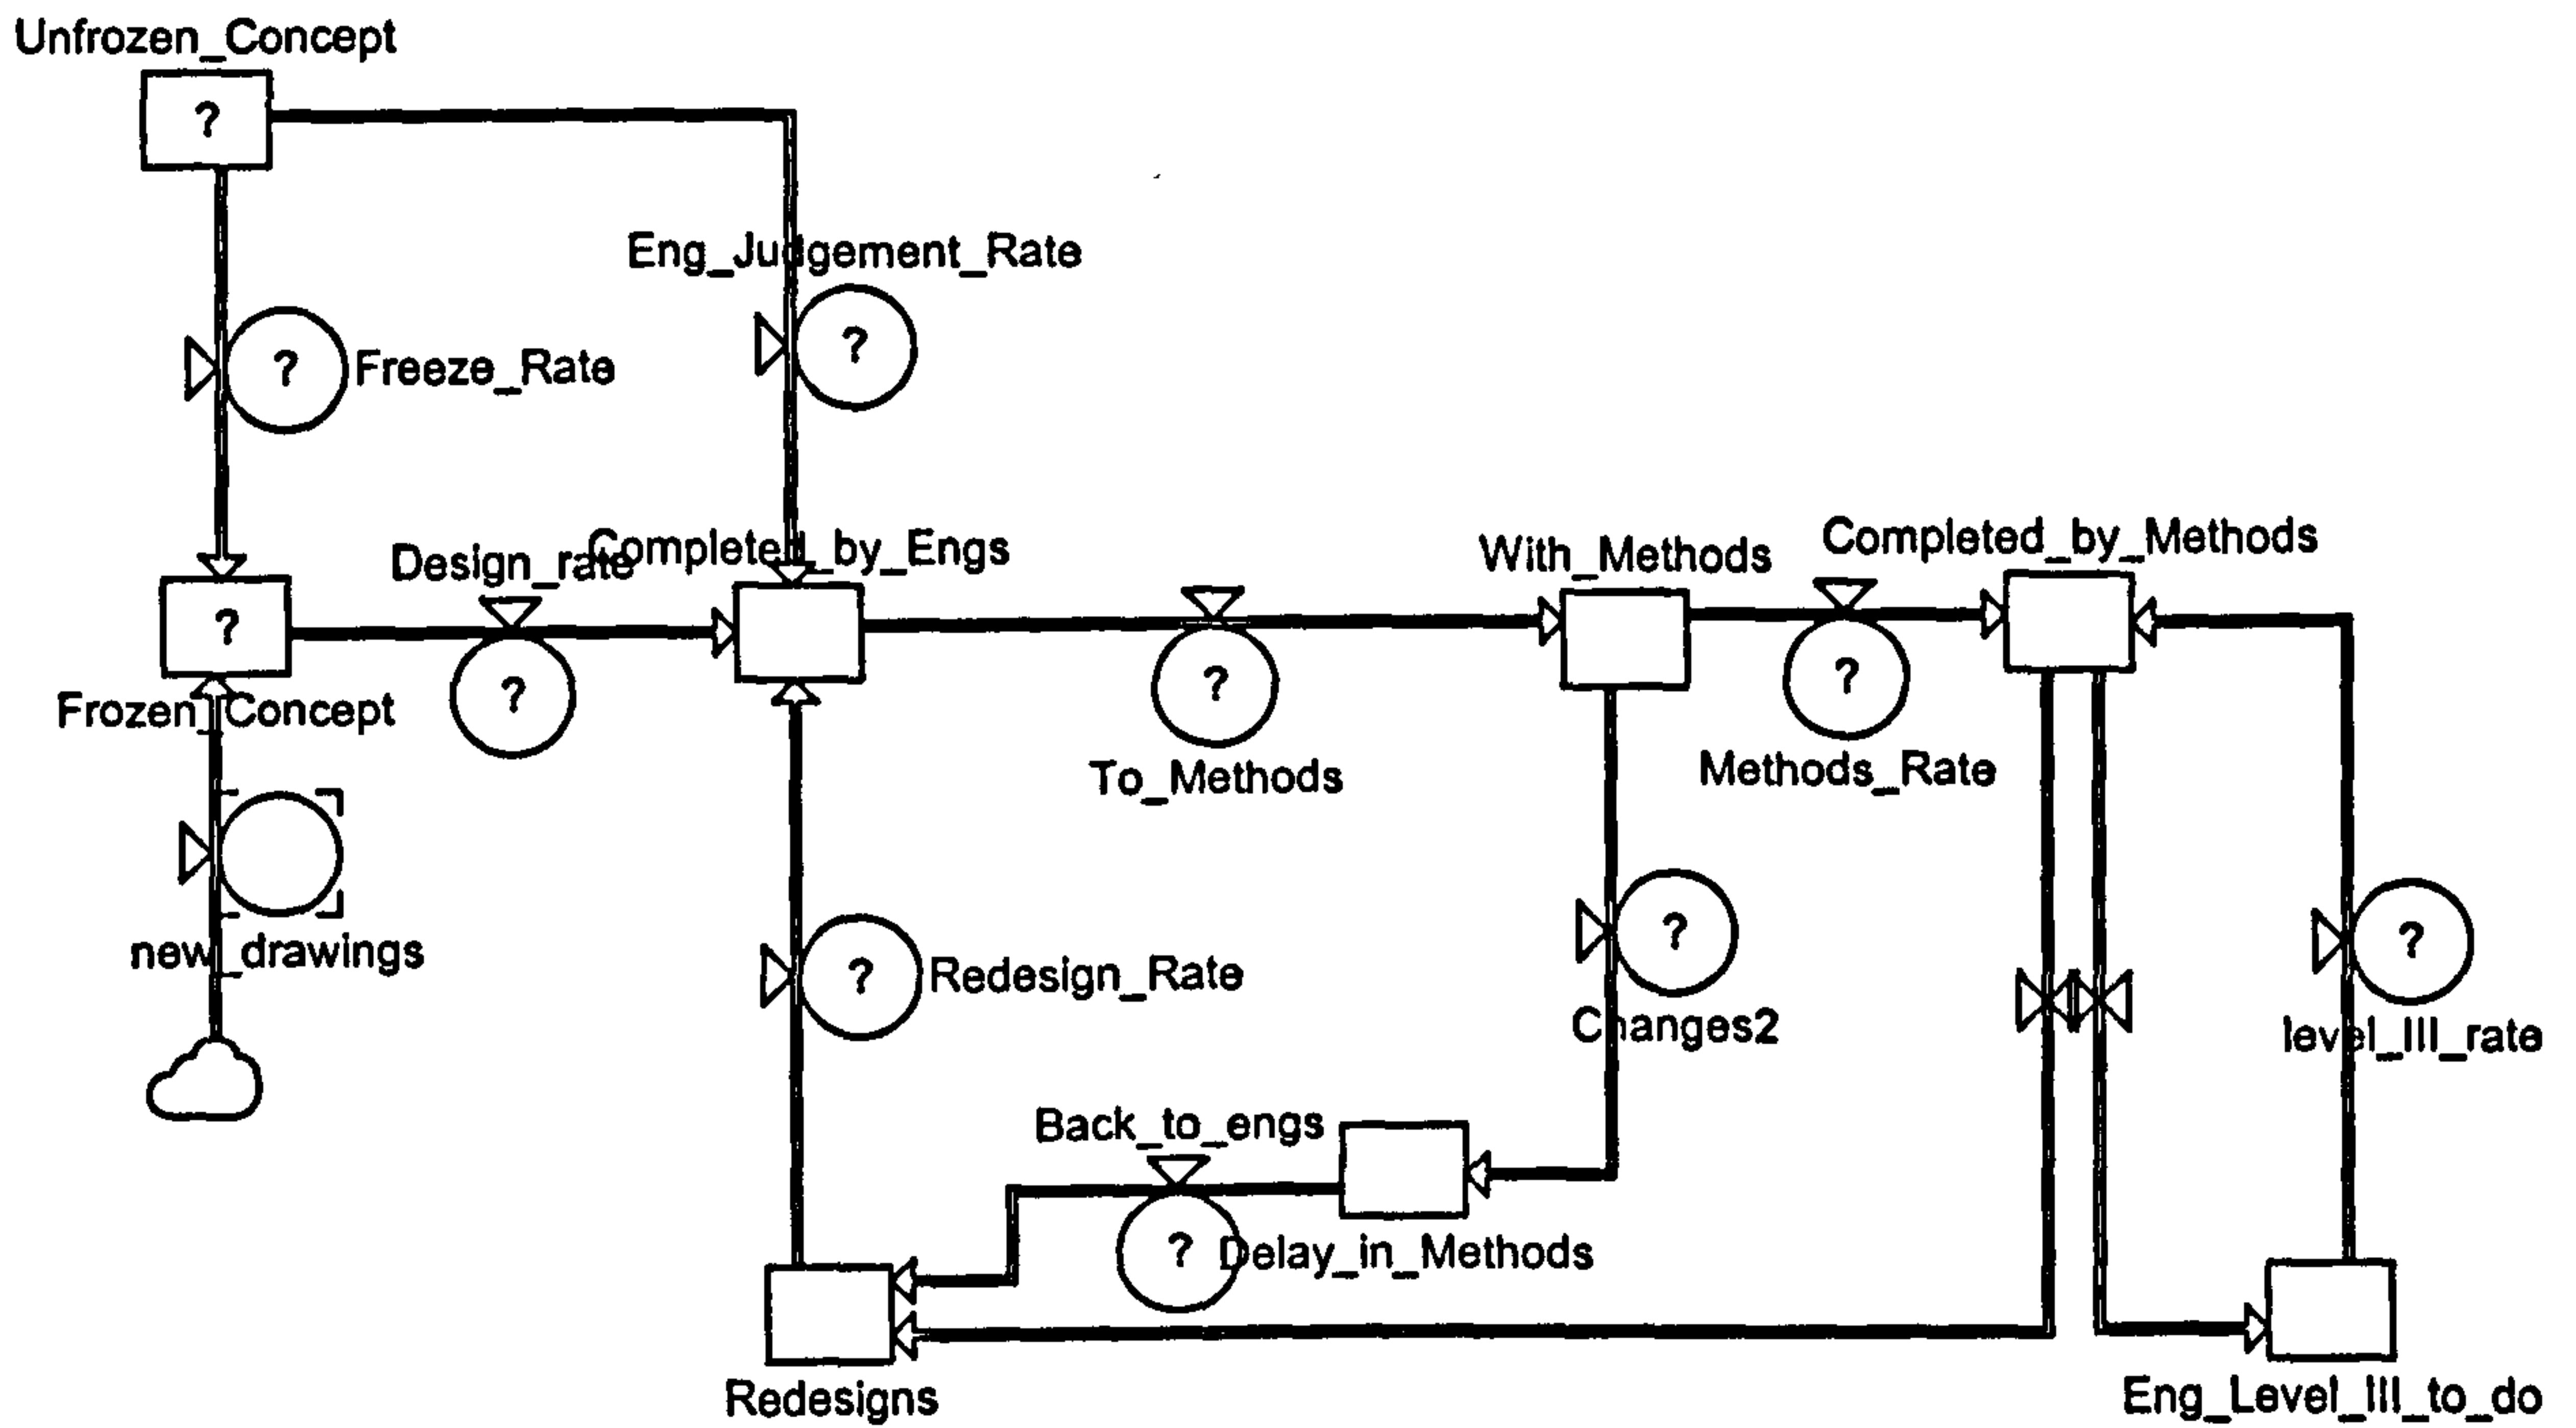 Unfrozen_Concept
?
Eng_Judgement_Rate
?
? Freeze_Rate
Design_rate
Completed_by_Engs
With_Methods
Completed_by_Methods
?
?
?
?
Frozen_Concept
To_Methods
Methods_Rate
new_drawings
? Redesign_Rate
?
Changes2
?
level_III_rate
Back_to_engs
? Delay_in_Methods
Redesigns
Eng_Level_III_to_do